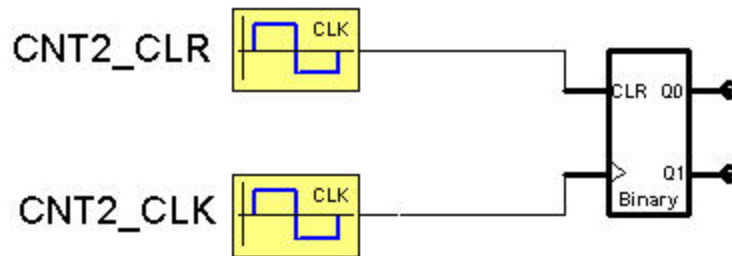 CNT2_CLR
CLK
CLR Q0
CNT2_CLK
CLK
Q1
Binary